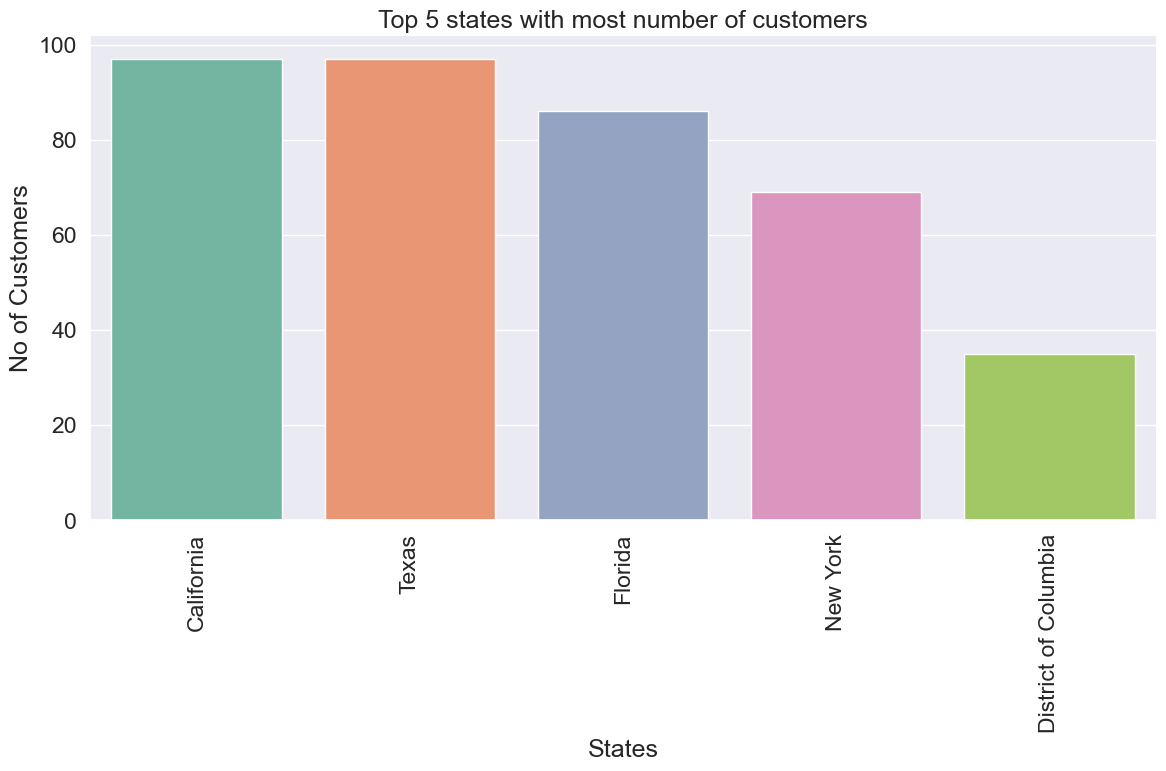 Top 5 states with most number of customers
No of Customers
100
80
60
40
20
0
California
Texas
Florida
New York
District of Columbia
States